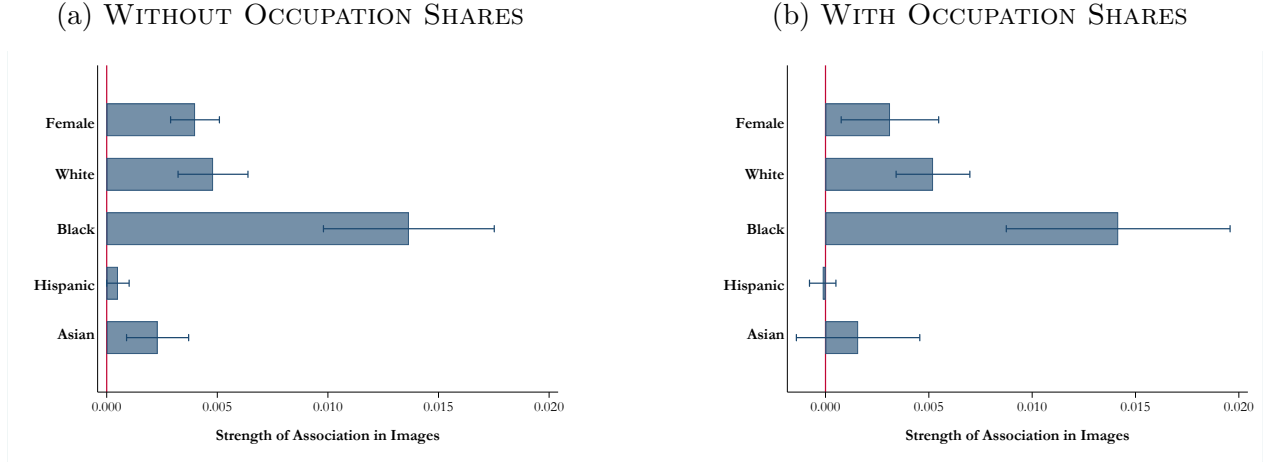 (a) WITHOUT OCCUPATION SHARES
Female
White
Black
Hispanic
Asian
0.000 0.005 0.010 0.015 0.020
Strength of Association in Images
(b) WITH OCCUPATION SHARES
Female
White
Black
Hispanic
Asian
0.000 0.005 0.010 0.015 0.020
Strength of Association in Images